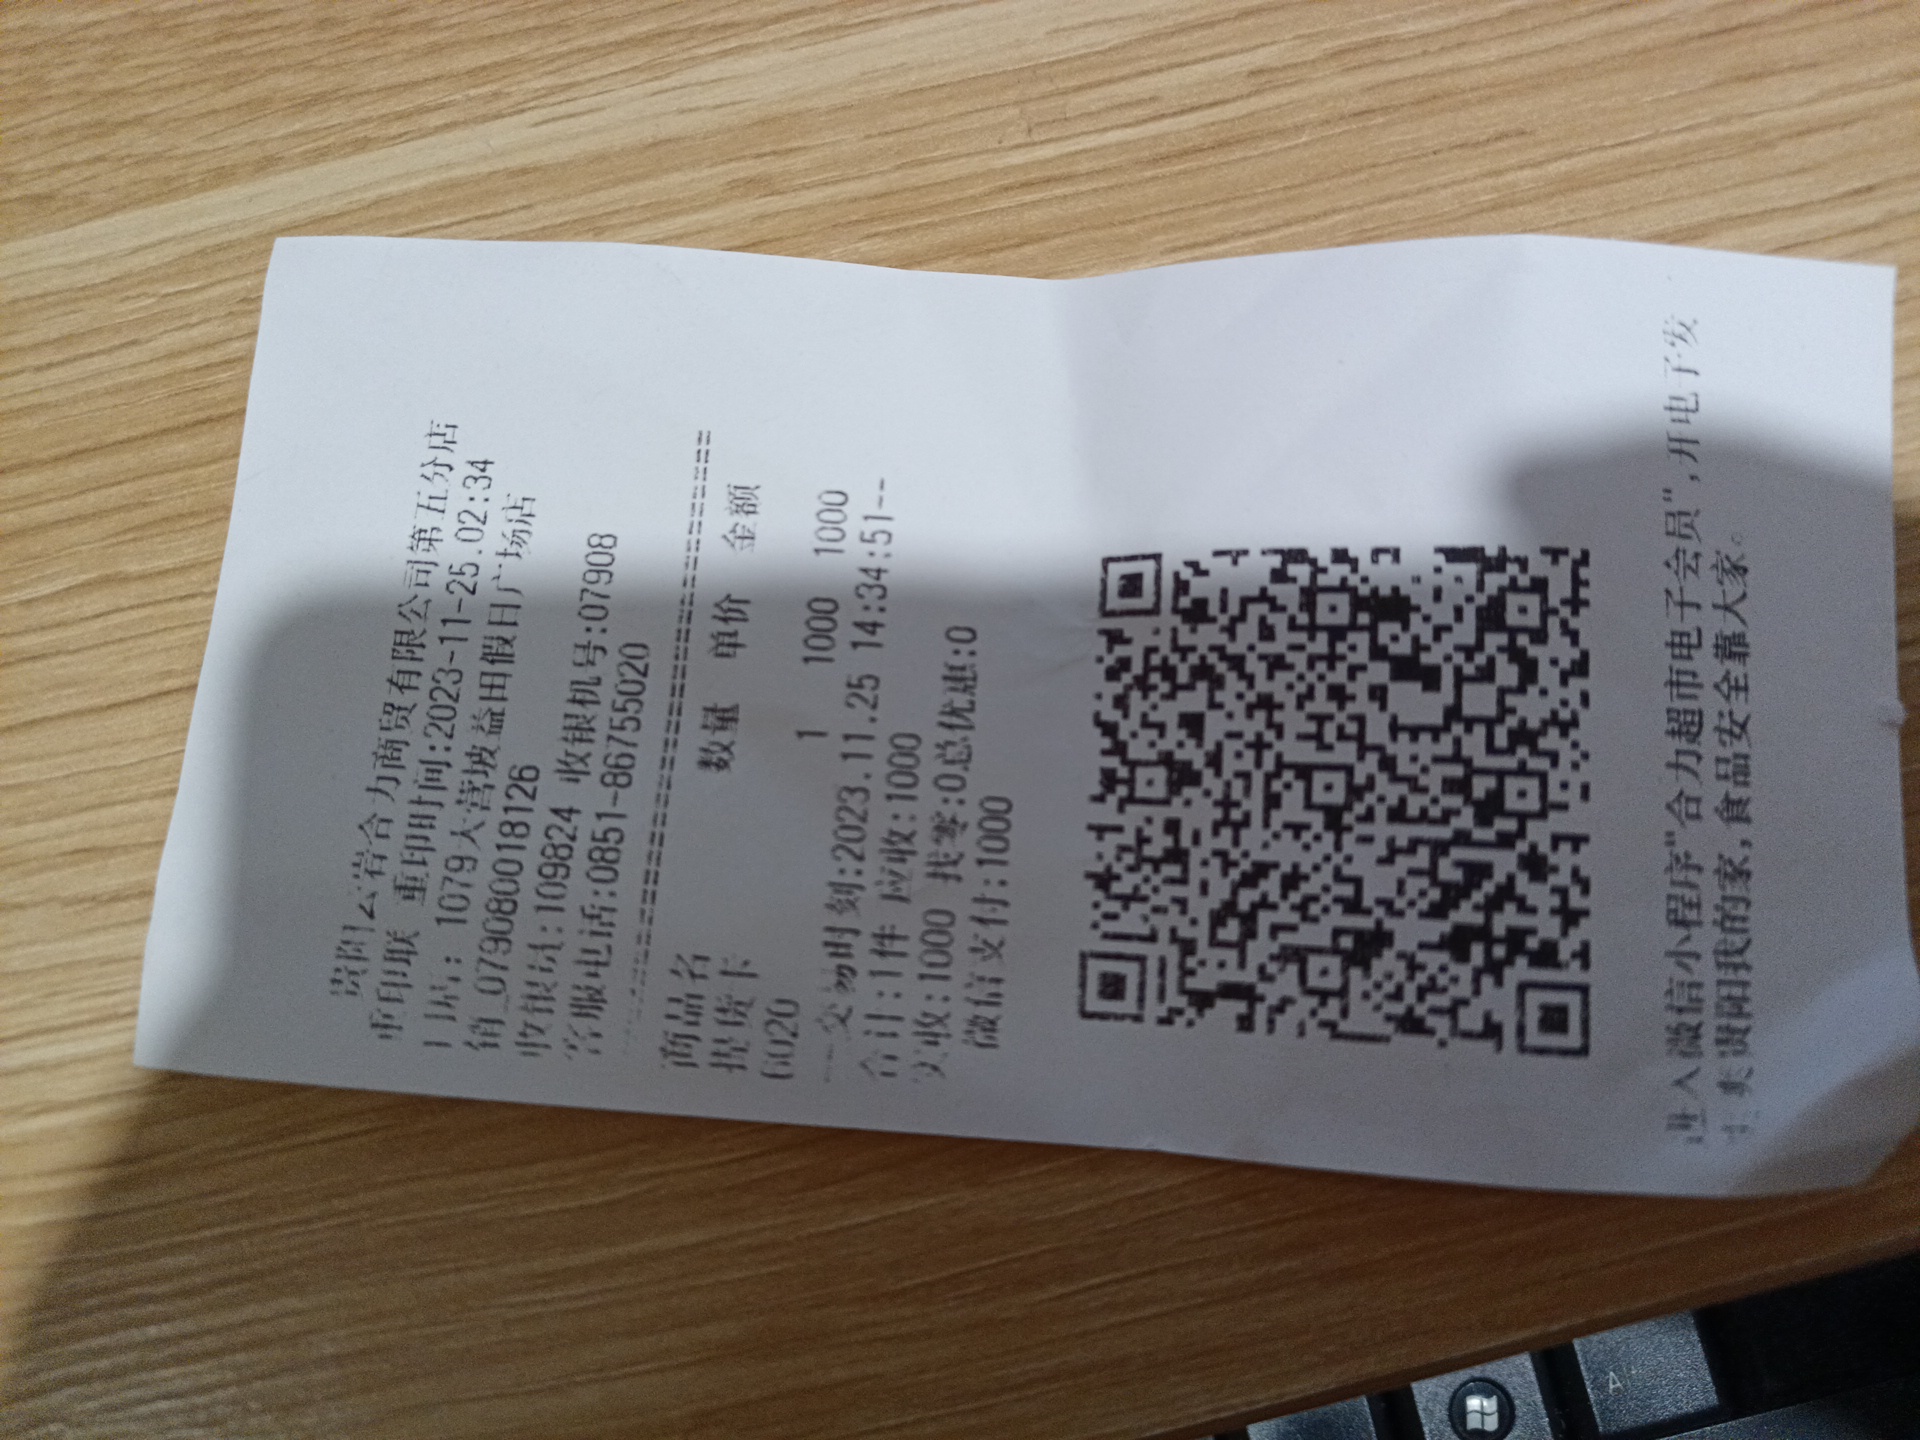 贵阳云岩合力商贸有限公司第五分店
重印联 重印时间:2023-11-25.02:34
门店: 1079大营坡益田假日广场店
销_0790800018126
收银员:109824 收银机号:07908
客服电话:0851-86755020
商品名 数量 单价 金额
提货卡
6020 1 1000 1000
---交易时刻:2023.11.25 14:34:51--
合计:1件 应收:1000
实收:1000 找零:0总优惠:0
微信支付:1000
进入微信小程序"合力超市电子会员",开电子发
贵阳我的家,食品安全靠大家。
A